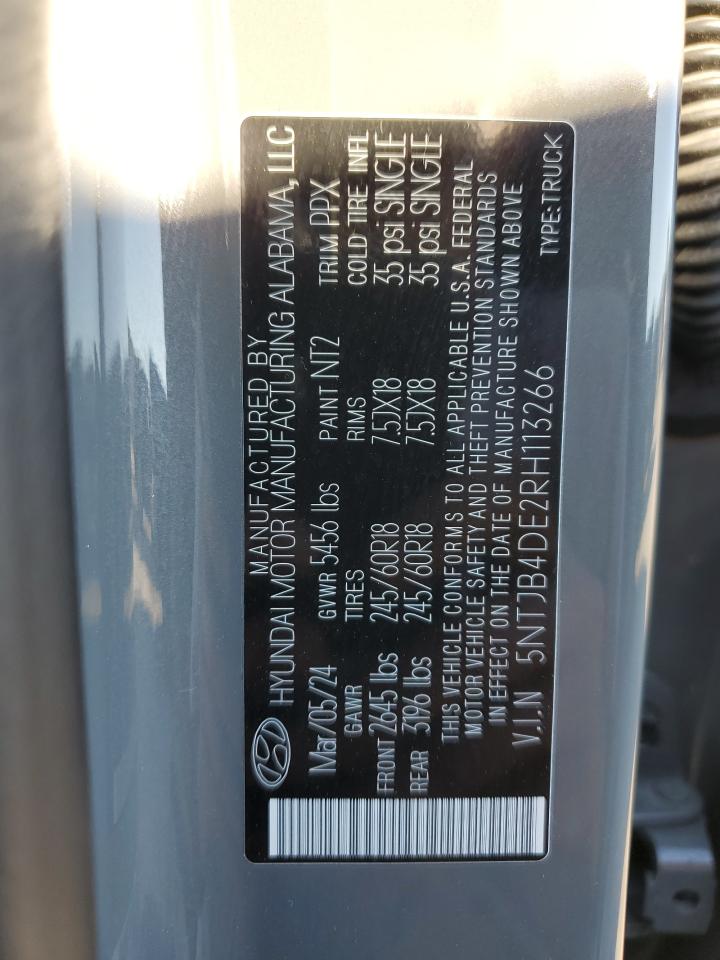 MANUFACTURED BY
HYUNDAI MOTOR MANUFACTURING ALABAMA, LLC
Mar/05/24 GVWR 5456 lbs PAINT NT2 TRIM PPX
GAWR TIRES RIMS COLD TIRE INFL
FRONT 2645 lbs 245/60R18 7.5JX18 35 psi SINGLE
REAR 3196 lbs 245/60R18 7.5JX18 35 psi SINGLE
THIS VEHICLE CONFORMS TO ALL APPLICABLE U.S.A. FEDERAL
MOTOR VEHICLE SAFETY AND THEFT PREVENTION STANDARDS
IN EFFECT ON THE DATE OF MANUFACTURE SHOWN ABOVE
V.I.N 5NTJB4DE2RH113266 TYPE:TRUCK